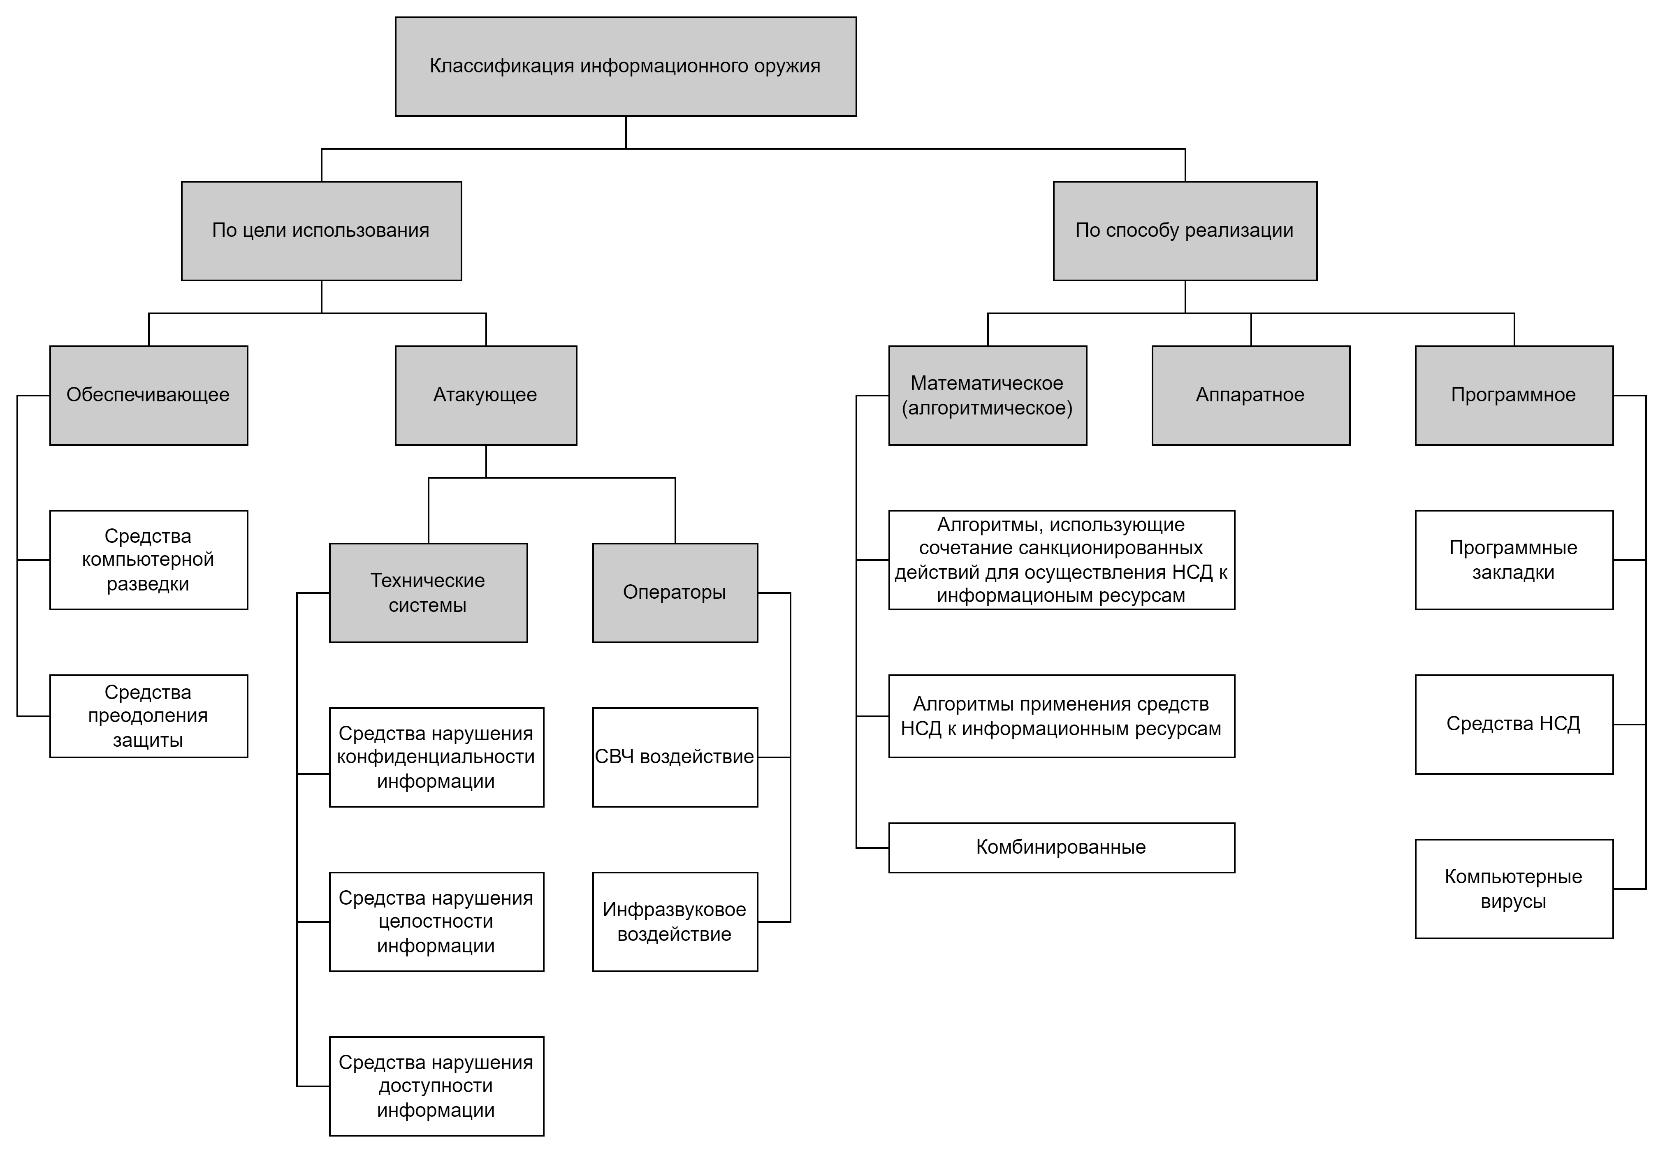 Классификация информационного оружия
По цели использования
По способу реализации
Обеспечивающее
Атакующее
Математическое
(алгоритмическое)
Аппаратное
Программное
Средства
компьютерной
разведки
Средства
преодоления
защиты
Технические
системы
Операторы
Средства нарушения
конфиденциальности
информации
Средства нарушения
целостности
информации
Средства нарушения
доступности
информации
СВЧ воздействие
Инфразвуковое
воздействие
Алгоритмы, использующие
сочетание санкционированных
действий для осуществления НСД к
информационым ресурсам
Алгоритмы применения средств
НСД к информационным ресурсам
Комбинированные
Программные
закладки
Средства НСД
Компьютерные
вирусы